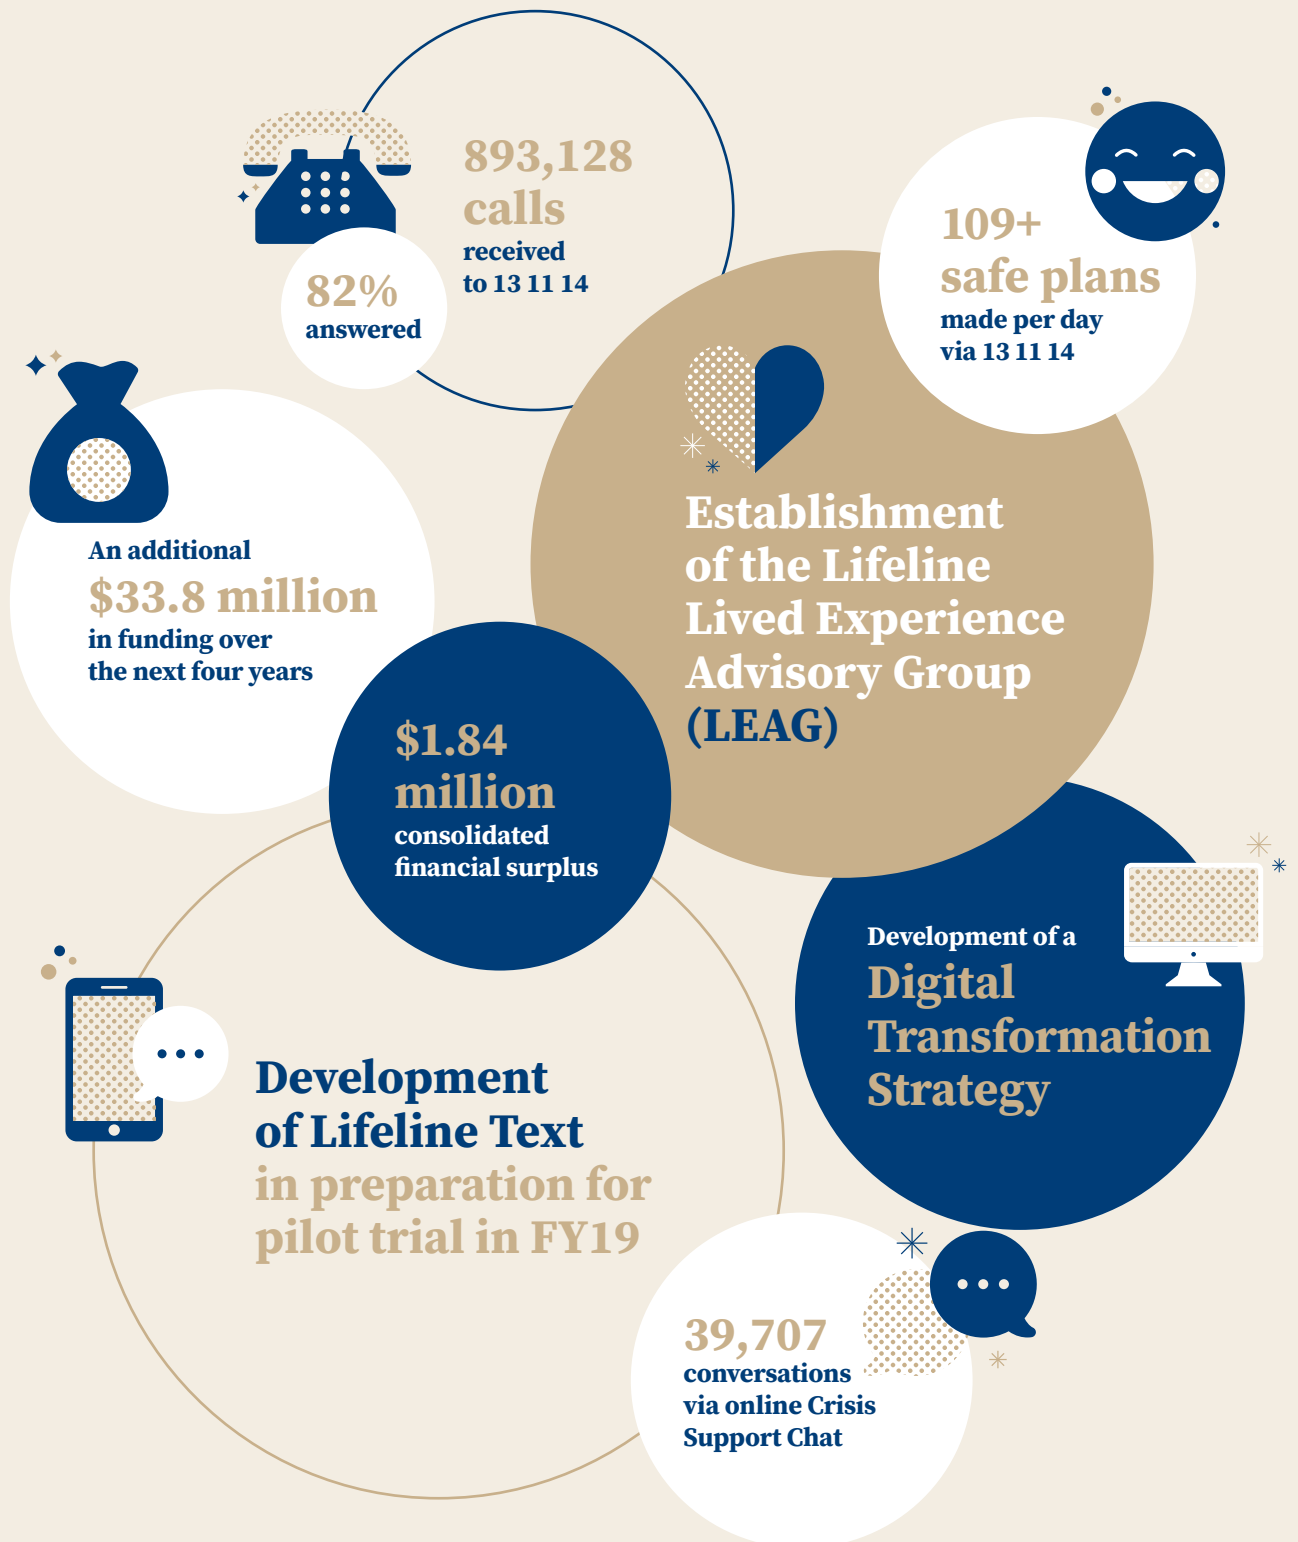 893,128
calls
received
to 13 11 14
82%
answered
109+
safe plans
made per day
via 13 11 14
An additional
$33.8 million
in funding over
the next four years
Establishment
of the Lifeline
Lived Experience
Advisory Group
(LEAG)
$1.84
million
consolidated
financial surplus
Development of a
Digital
Transformation
Strategy
Development
of Lifeline Text
in preparation for
pilot trial in FY19
39,707
conversations
via online Crisis
Support Chat